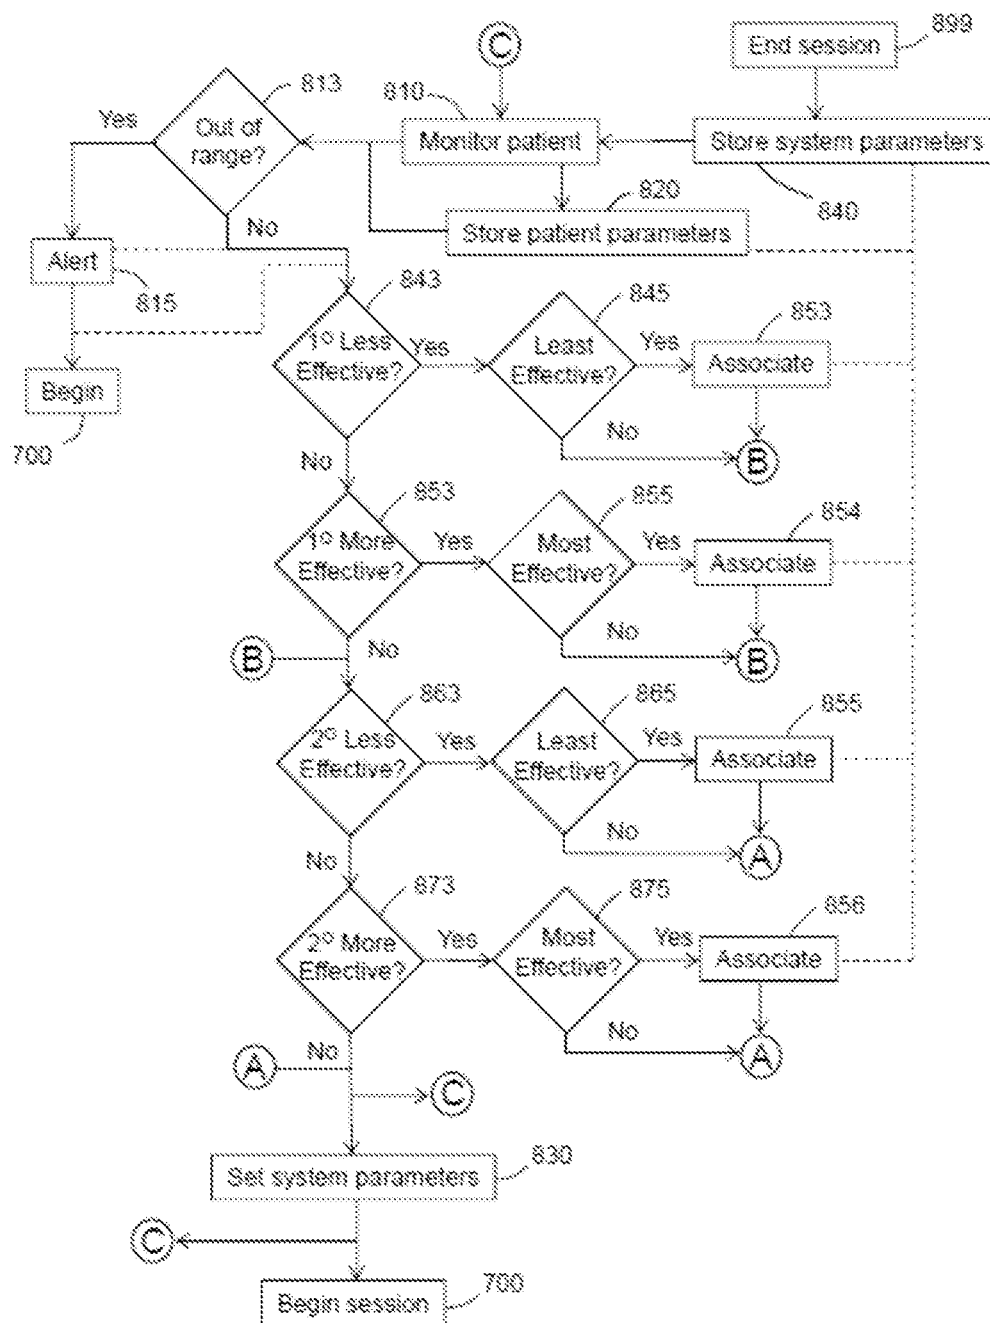 C
End session
899
813
810
Yes
Out of
range?
Monitor patient
Store system parameters
820
840
No
Store patient parameters
Alert
815
843
845
853
1º Less
Effective?
Yes
Least
Effective?
Yes
Associate
Begin
700
No
No
B
853
855
854
1º More
Effective?
Yes
Most
Effective?
Yes
Associate
No
B
No
B
863
865
855
2º Less
Effective?
Yes
Least
Effective?
Yes
Associate
No
No
A
873
875
856
2º More
Effective?
Yes
Most
Effective?
Yes
Associate
No
A
No
A
C
830
Set system parameters
C
700
Begin session